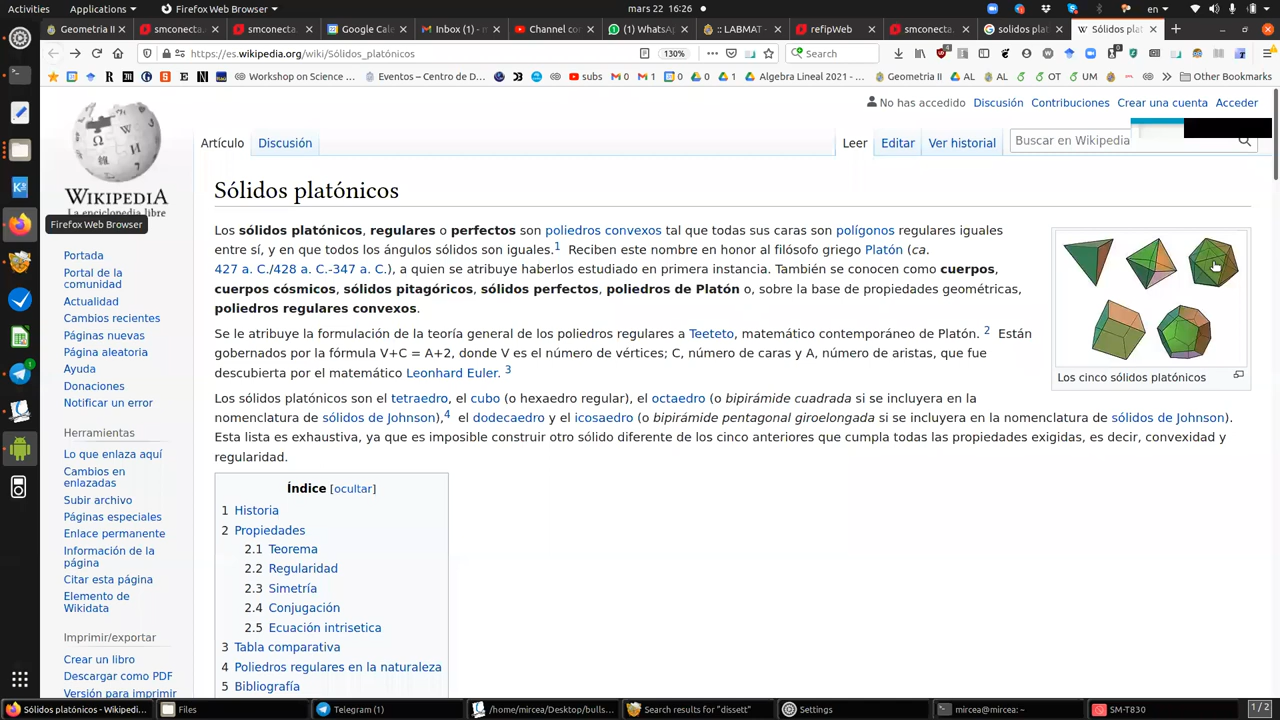 Activities Applications Firefox Web Browser mars 22 16:26 en
Geometria II smconecta. smconecta. Google Cale Inbox (1) - m Channel co WhatsA :: LABMAT - refipWeb smconecta. solidos plat Sólidos plat
https://es.wikipedia.org/wiki/Sólidos_platónicos 130% Search
Workshop on Science ... Eventos – Centro de D... subs 0 1 0 0 1 Algebra Lineal 2021 -... Geometria II AL AL OT UM Other Bookmarks
No has accedido Discusión Contribuciones Crear una cuenta Acceder
Artículo Discusión Leer Editar Ver historial Buscar en Wikipedia
WIKIPEDIA
La enciclopedia libre
Firefox Web Browser
Portada
Portal de la
comunidad
Actualidad
Cambios recientes
Páginas nuevas
Página aleatoria
Ayuda
Donaciones
Notificar un error
Herramientas
Lo que enlaza aquí
Cambios en
enlazadas
Subir archivo
Páginas especiales
Enlace permanente
Información de la
página
Citar esta página
Elemento de
Wikidata
Imprimir/exportar
Crear un libro
Descargar como PDF
Versión para imprimir
Sólidos platónicos
Los sólidos platónicos, regulares o perfectos son poliedros convexos tal que todas sus caras son polígonos regulares iguales
entre sí, y en que todos los ángulos sólidos son iguales.1 Reciben este nombre en honor al filósofo griego Platón (ca.
427 a. C./428 a. C.-347 a. C.), a quien se atribuye haberlos estudiado en primera instancia. También se conocen como cuerpos,
cuerpos cósmicos, sólidos pitagóricos, sólidos perfectos, poliedros de Platón o, sobre la base de propiedades geométricas,
poliedros regulares convexos.
Se le atribuye la formulación de la teoría general de los poliedros regulares a Teeteto, matemático contemporáneo de Platón. 2 Están
gobernados por la fórmula V+C = A+2, donde V es el número de vértices; C, número de caras y A, número de aristas, que fue
descubierta por el matemático Leonhard Euler. 3
Los sólidos platónicos son el tetraedro, el cubo (o hexaedro regular), el octaedro (o bipirámide cuadrada si se incluyera en la
nomenclatura de sólidos de Johnson),4 el dodecaedro y el icosaedro (o bipirámide pentagonal giroelongada si se incluyera en la nomenclatura de sólidos de Johnson).
Esta lista es exhaustiva, ya que es imposible construir otro sólido diferente de los cinco anteriores que cumpla todas las propiedades exigidas, es decir, convexidad y
regularidad.
Los cinco sólidos platónicos
Índice [ocultar]
1 Historia
2 Propiedades
2.1 Teorema
2.2 Regularidad
2.3 Simetría
2.4 Conjugación
2.5 Ecuación intrisetica
3 Tabla comparativa
4 Poliedros regulares en la naturaleza
5 Bibliografía
Sólidos platónicos - Wikipedi... Files Telegram (1) /home/mircea/Desktop/bulls... Search results for "dissett" Settings mircea@mircea: ~ SM-T830 1 / 2